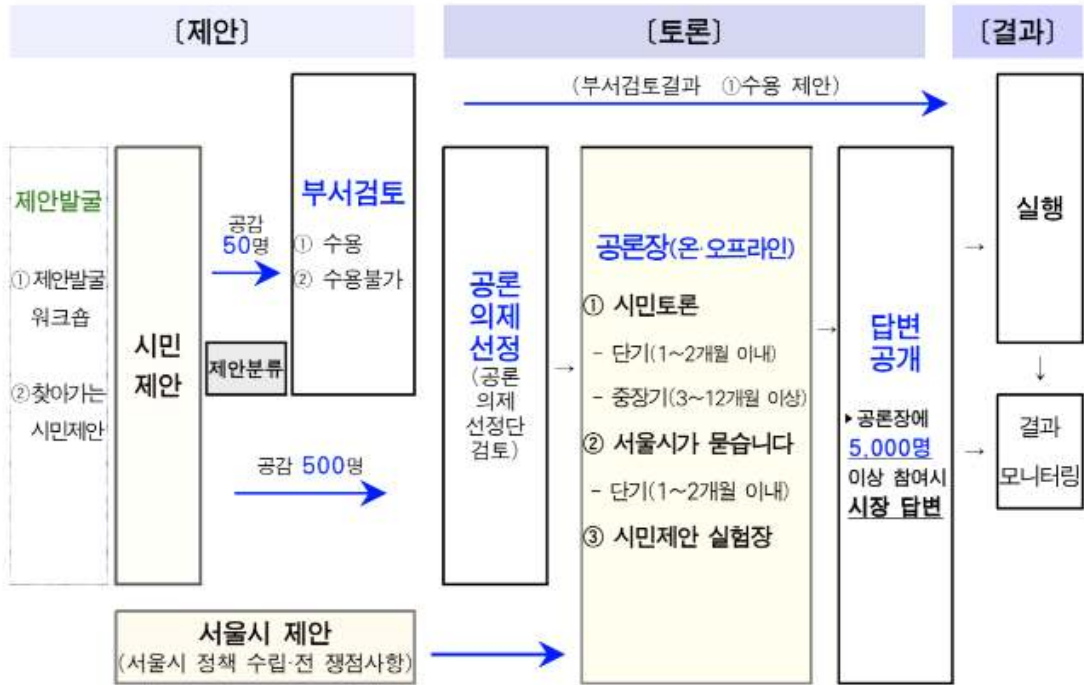 〔제안〕
〔토론〕
〔결과〕
(부서검토결과 ①수용 제안)
제안발굴
① 제안발굴
워크숍
② 찾아가는
시민제안
시민
제안
공감
50명
부서검토
① 수용
② 수용불가
제안분류
공감 500명
공론
의제
선정
(공론
의제
선정단
검토)
→
공론장(온·오프라인)
① 시민토론
- 단기(1~2개월 이내)
- 중장기(3~12개월 이상)
② 서울시가 묻습니다
- 단기(1~2개월 이내)
③ 시민제안 실험장
→
답변
공개
▸공론장에
5,000명
이상 참여시
시장 답변
→
→
실행
↓
결과
모니터링
서울시 제안
(서울시 정책 수립·전 쟁점사항)